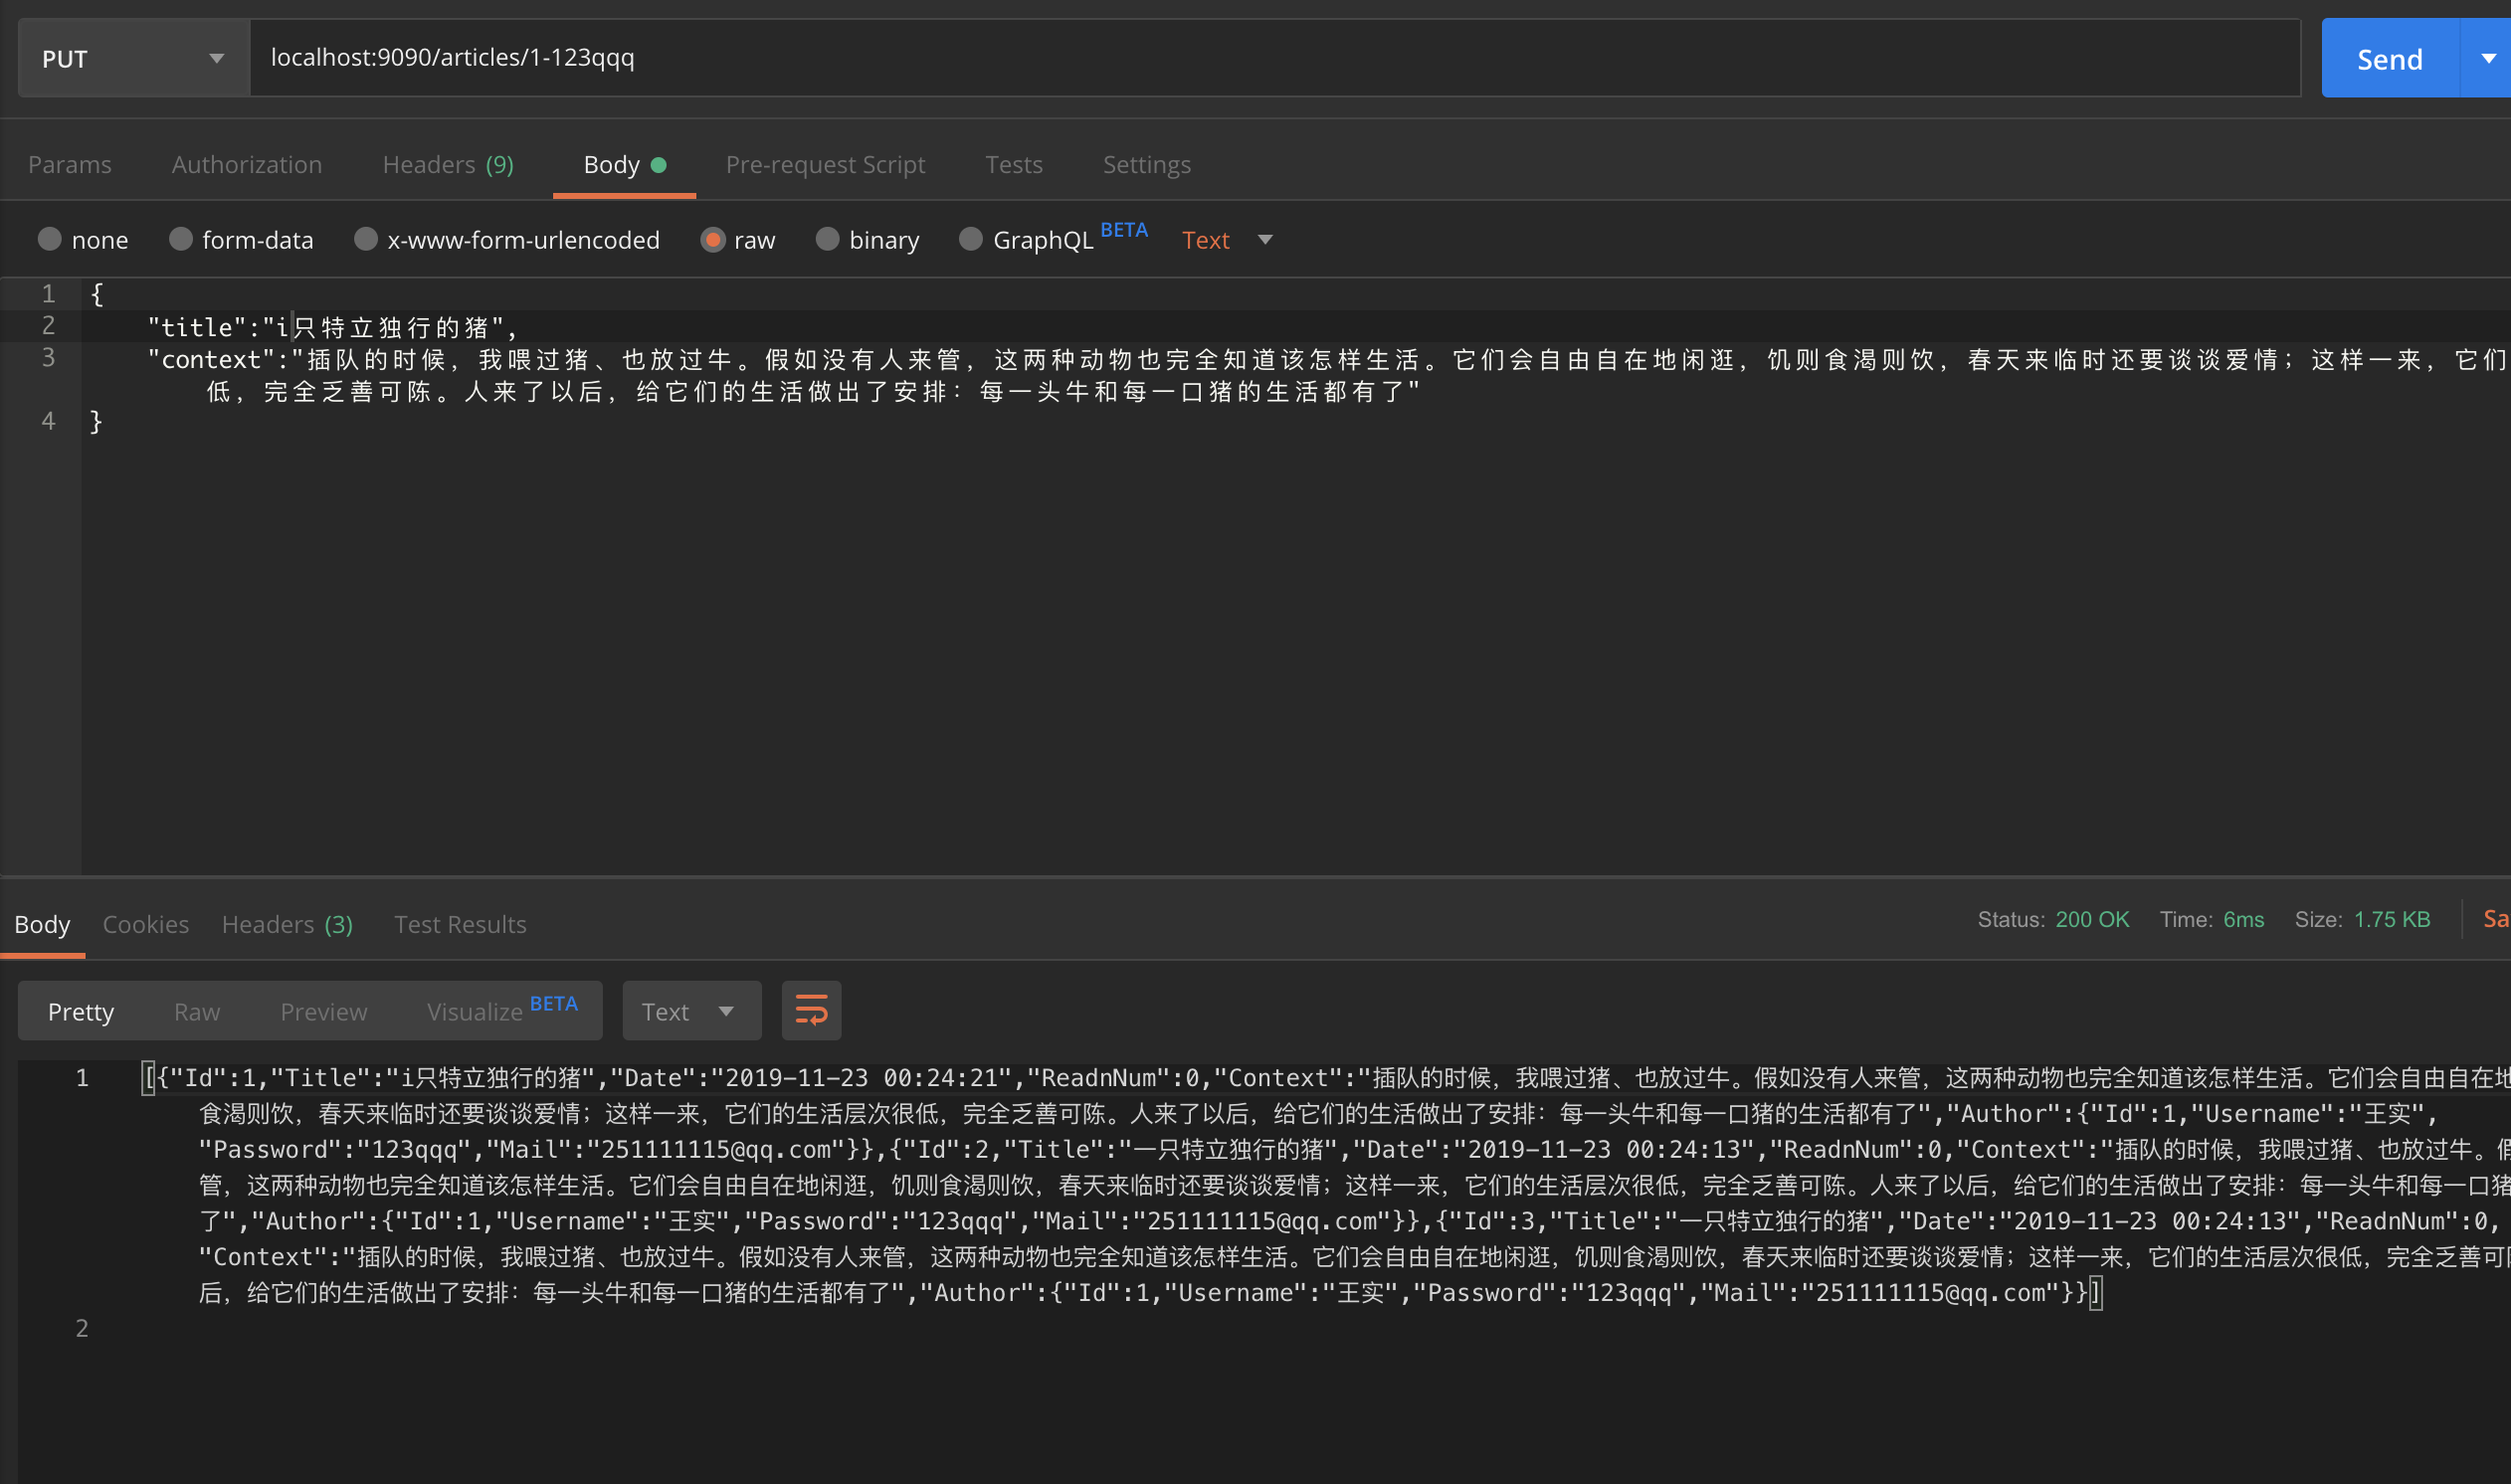 PUT
localhost:9090/articles/1-123qqq
Send
Params Authorization Headers (9) Body Pre-request Script Tests Settings
none form-data x-www-form-urlencoded raw binary GraphQL BETA Text
1 {
2 "title":"i只特立独行的猪",
3 "context":"插队的时候，我喂过猪、也放过牛。假如没有人来管，这两种动物也完全知道该怎样生活。它们会自由自在地闲逛，饥则食渴则饮，春天来临时还要谈谈爱情；这样一来，它们
低，完全乏善可陈。人来了以后，给它们的生活做出了安排：每一头牛和每一口猪的生活都有了"
4 }
Body Cookies Headers (3) Test Results Status: 200 OK Time: 6ms Size: 1.75 KB Sa
Pretty Raw Preview Visualize BETA Text
1 [{"Id":1,"Title":"i只特立独行的猪","Date":"2019-11-23 00:24:21","ReadnNum":0,"Context":"插队的时候，我喂过猪、也放过牛。假如没有人来管，这两种动物也完全知道该怎样生活。它们会自由自在
食渴则饮，春天来临时还要谈谈爱情；这样一来，它们的生活层次很低，完全乏善可陈。人来了以后，给它们的生活做出了安排：每一头牛和每一口猪的生活都有了","Author":{"Id":1,"Username":"王实",
"Password":"123qqq","Mail":"251111115@qq.com"}},{"Id":2,"Title":"一只特立独行的猪","Date":"2019-11-23 00:24:13","ReadnNum":0,"Context":"插队的时候，我喂过猪、也放过牛。
管，这两种动物也完全知道该怎样生活。它们会自由自在地闲逛，饥则食渴则饮，春天来临时还要谈谈爱情；这样一来，它们的生活层次很低，完全乏善可陈。人来了以后，给它们的生活做出了安排：每一头牛和每一口猪
了","Author":{"Id":1,"Username":"王实","Password":"123qqq","Mail":"251111115@qq.com"}},{"Id":3,"Title":"一只特立独行的猪","Date":"2019-11-23 00:24:13","ReadnNum":0,
"Context":"插队的时候，我喂过猪、也放过牛。假如没有人来管，这两种动物也完全知道该怎样生活。它们会自由自在地闲逛，饥则食渴则饮，春天来临时还要谈谈爱情；这样一来，它们的生活层次很低，完全乏善可
后，给它们的生活做出了安排：每一头牛和每一口猪的生活都有了","Author":{"Id":1,"Username":"王实","Password":"123qqq","Mail":"251111115@qq.com"}}]
2